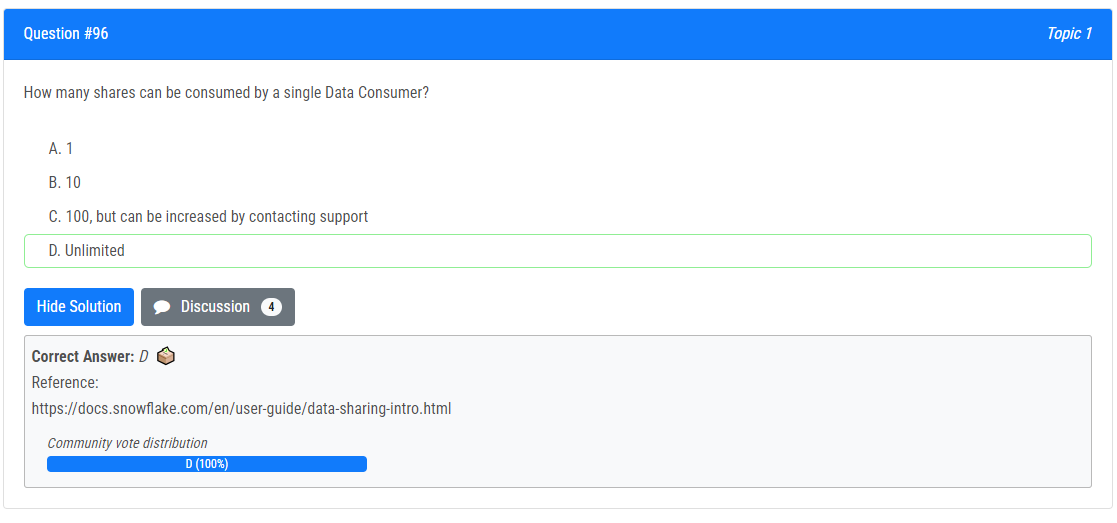 Question #96
Topic 1
How many shares can be consumed by a single Data Consumer?
A. 1
B. 10
C. 100, but can be increased by contacting support
D. Unlimited
Hide Solution
Discussion 4
Correct Answer: D
Reference:
https://docs.snowflake.com/en/user-guide/data-sharing-intro.html
Community vote distribution
D (100%)